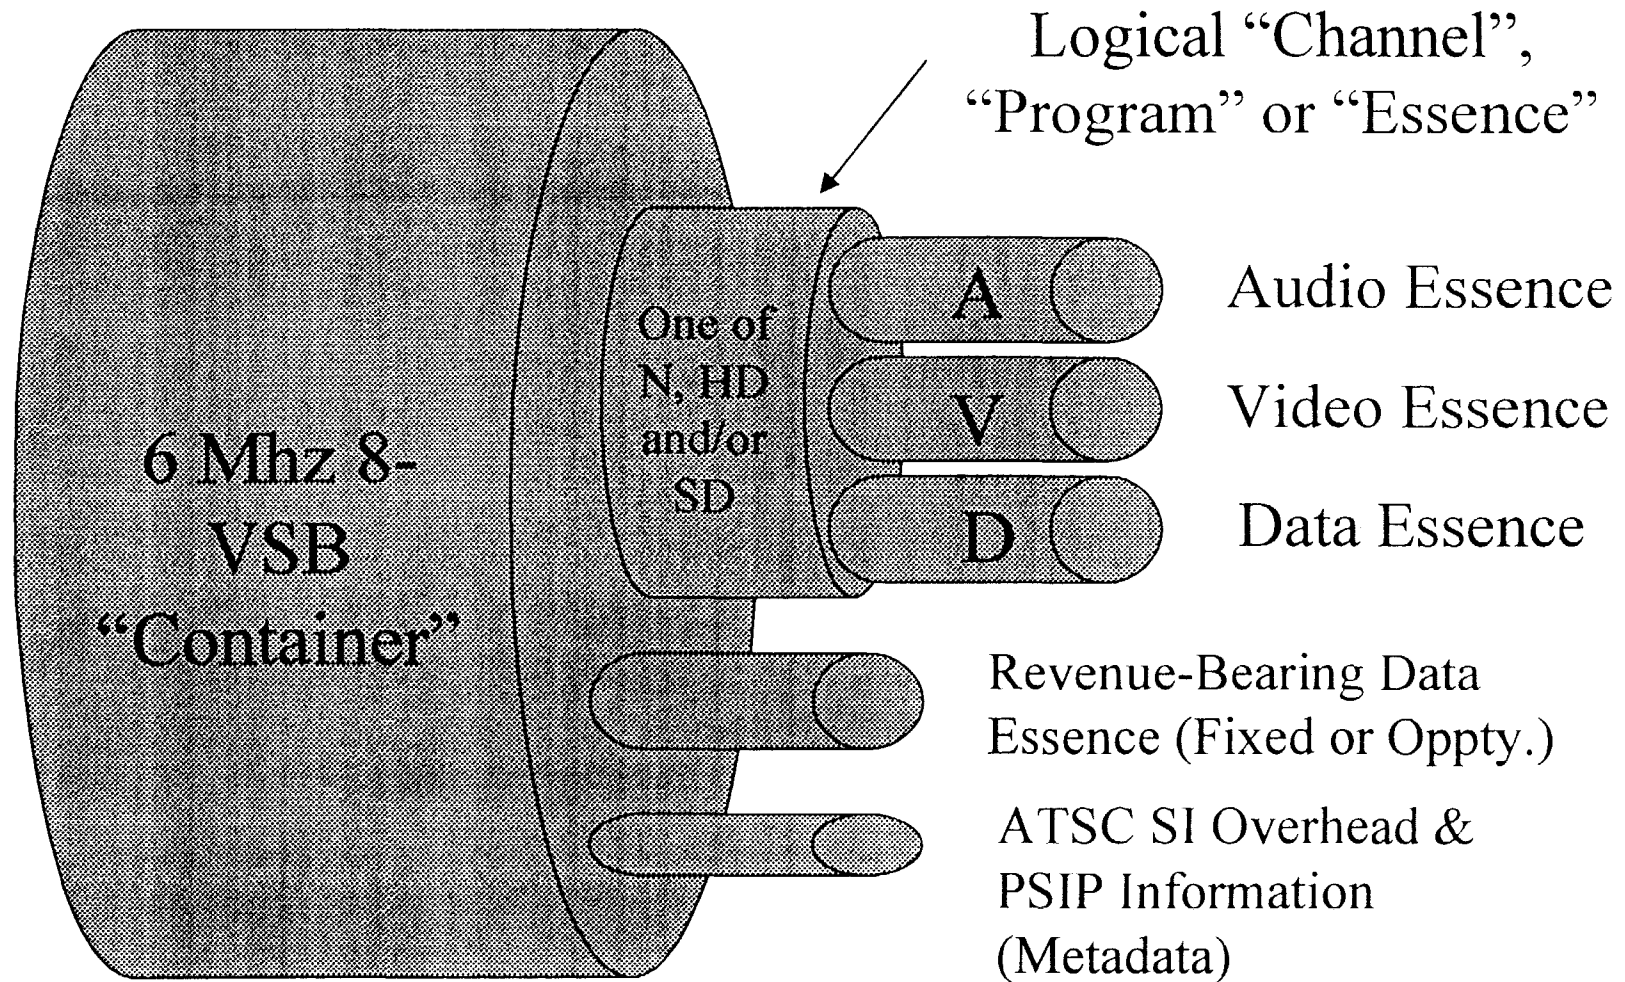 Logical “Channel”,
“Program” or “Essence”
6 Mhz 8-
VSB
“Container”
One of
N, HD
and/or
SD
A
Audio Essence
V
Video Essence
D
Data Essence
Revenue-Bearing Data
Essence (Fixed or Oppty.)
ATSC SI Overhead &
PSIP Information
(Metadata)